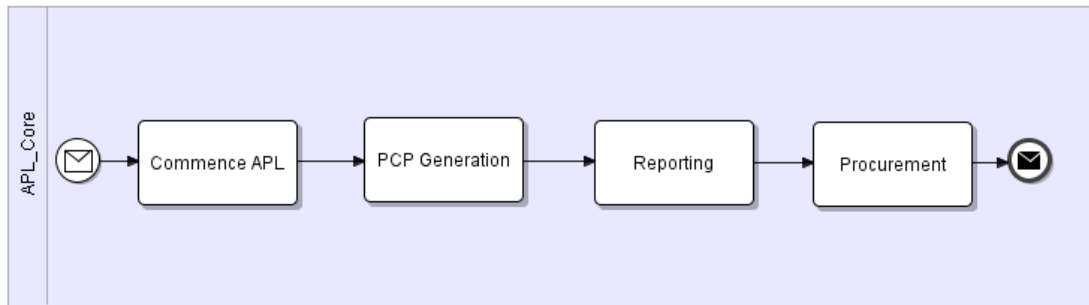 APL_Core
Commence APL
PCP Generation
Reporting
Procurement